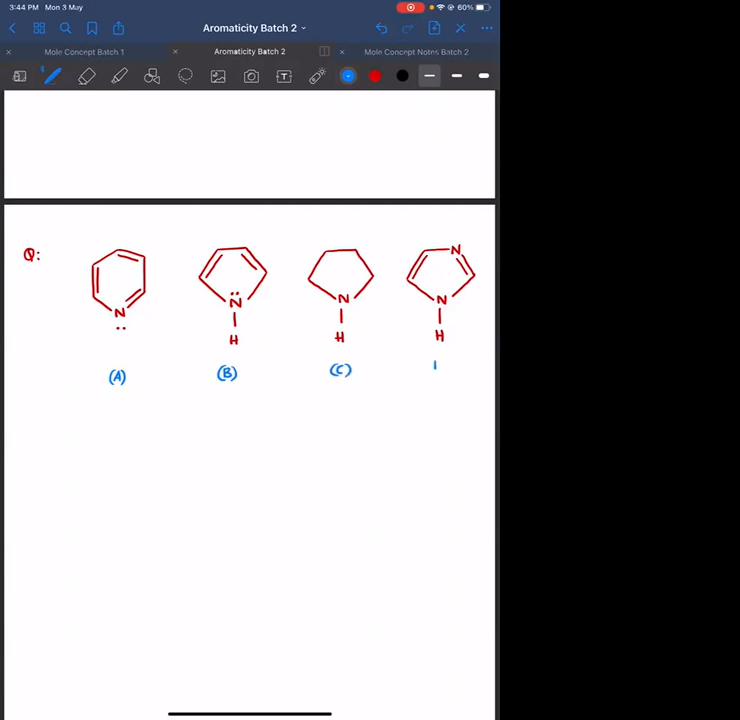 3:44 PM Mon 3 May
60%
Aromaticity Batch 2
Mole Concept Batch 1
Aromaticity Batch 2
Mole Concept Notes Batch 2
T
Q:
N N N
N N
H H H
(A) (B) (C)